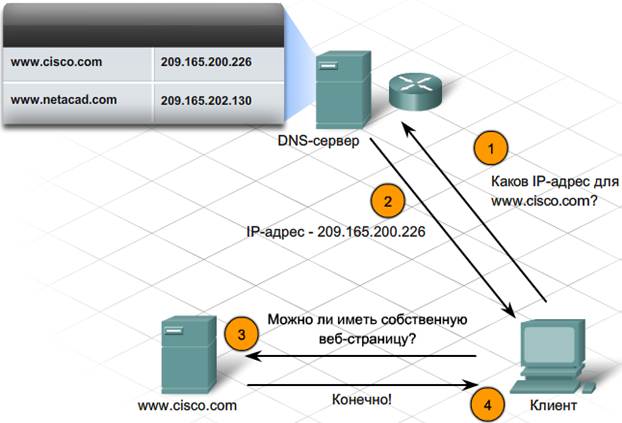 www.cisco.com 209.165.200.226
www.netacad.com 209.165.202.130
DNS-сервер
1
Каков IP-адрес для
www.cisco.com?
2
IP-адрес - 209.165.200.226
3
Можно ли иметь собственную
веб-страницу?
www.cisco.com
Конечно!
4
Клиент